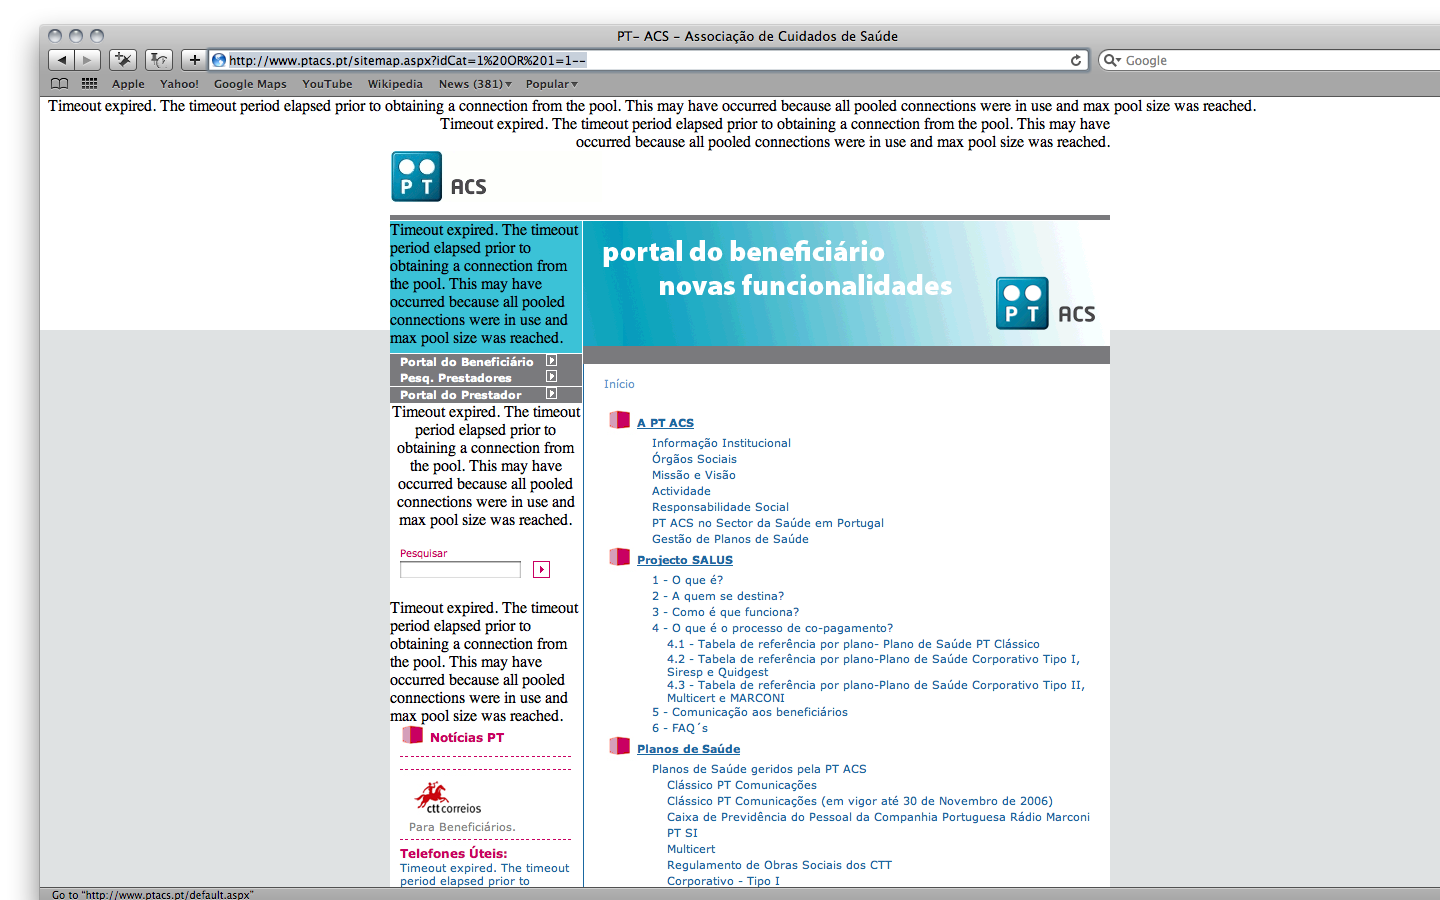 PT- ACS - Associação de Cuidados de Saúde
http://www.ptacs.pt/sitemap.aspx?idCat=1%20OR%201=1--
Google
Apple Yahoo! Google Maps YouTube Wikipedia News (381) Popular
Timeout expired. The timeout period elapsed prior to obtaining a connection from the pool. This may have occurred because all pooled connections were in use and max pool size was reached.
Timeout expired. The timeout period elapsed prior to obtaining a connection from the pool. This may have
occurred because all pooled connections were in use and max pool size was reached.
PT ACS
Timeout expired. The timeout
period elapsed prior to
obtaining a connection from
the pool. This may have
occurred because all pooled
connections were in use and
max pool size was reached.
portal do beneficiário
novas funcionalidades
PT ACS
Portal do Beneficiário
Pesq. Prestadores
Portal do Prestador
Timeout expired. The timeout
period elapsed prior to
obtaining a connection from
the pool. This may have
occurred because all pooled
connections were in use and
max pool size was reached.
Pesquisar
Timeout expired. The timeout
period elapsed prior to
obtaining a connection from
the pool. This may have
occurred because all pooled
connections were in use and
max pool size was reached.
Notícias PT
ctt correios
Para Beneficiários.
Telefones Úteis:
Timeout expired. The timeout
period elapsed prior to
Início
A PT ACS
Informação Institucional
Órgãos Sociais
Missão e Visão
Actividade
Responsabilidade Social
PT ACS no Sector da Saúde em Portugal
Gestão de Planos de Saúde
Projecto SALUS
1 - O que é?
2 - A quem se destina?
3 - Como é que funciona?
4 - O que é o processo de co-pagamento?
4.1 - Tabela de referência por plano- Plano de Saúde PT Clássico
4.2 - Tabela de referência por plano-Plano de Saúde Corporativo Tipo I,
Siresp e Quidgest
4.3 - Tabela de referência por plano-Plano de Saúde Corporativo Tipo II,
Multicert e MARCONI
5 - Comunicação aos beneficiários
6 - FAQ´s
Planos de Saúde
Planos de Saúde geridos pela PT ACS
Clássico PT Comunicações
Clássico PT Comunicações (em vigor até 30 de Novembro de 2006)
Caixa de Previdência do Pessoal da Companhia Portuguesa Rádio Marconi
PT SI
Multicert
Regulamento de Obras Sociais dos CTT
Corporativo - Tipo I
Go to "http://www.ptacs.pt/default.aspx"